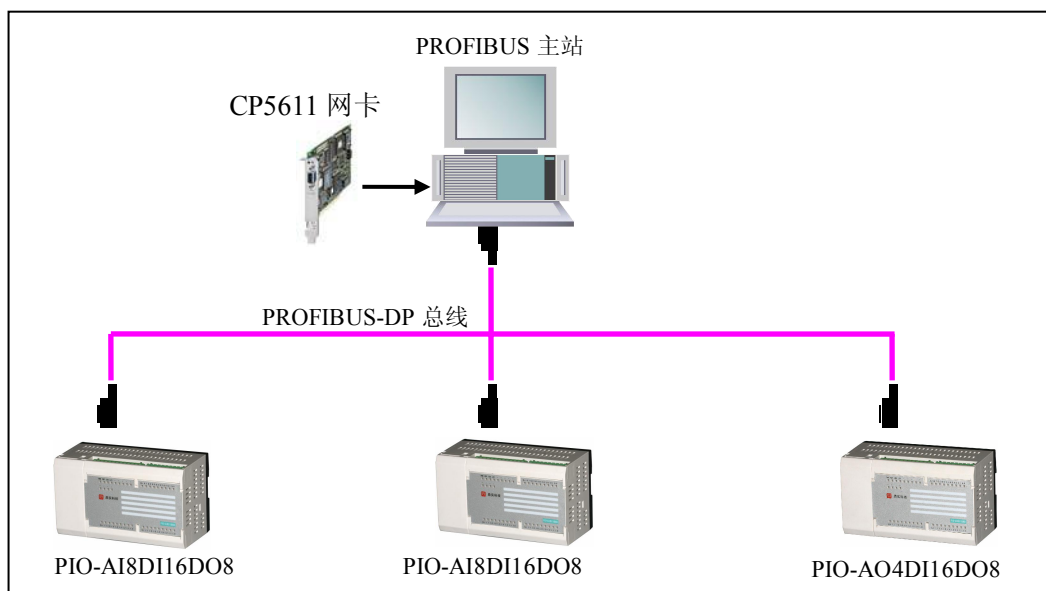 PROFIBUS 主站
CP5611 网卡
PROFIBUS-DP 总线
PIO-AI8DI16DO8
PIO-AI8DI16DO8
PIO-AO4DI16DO8